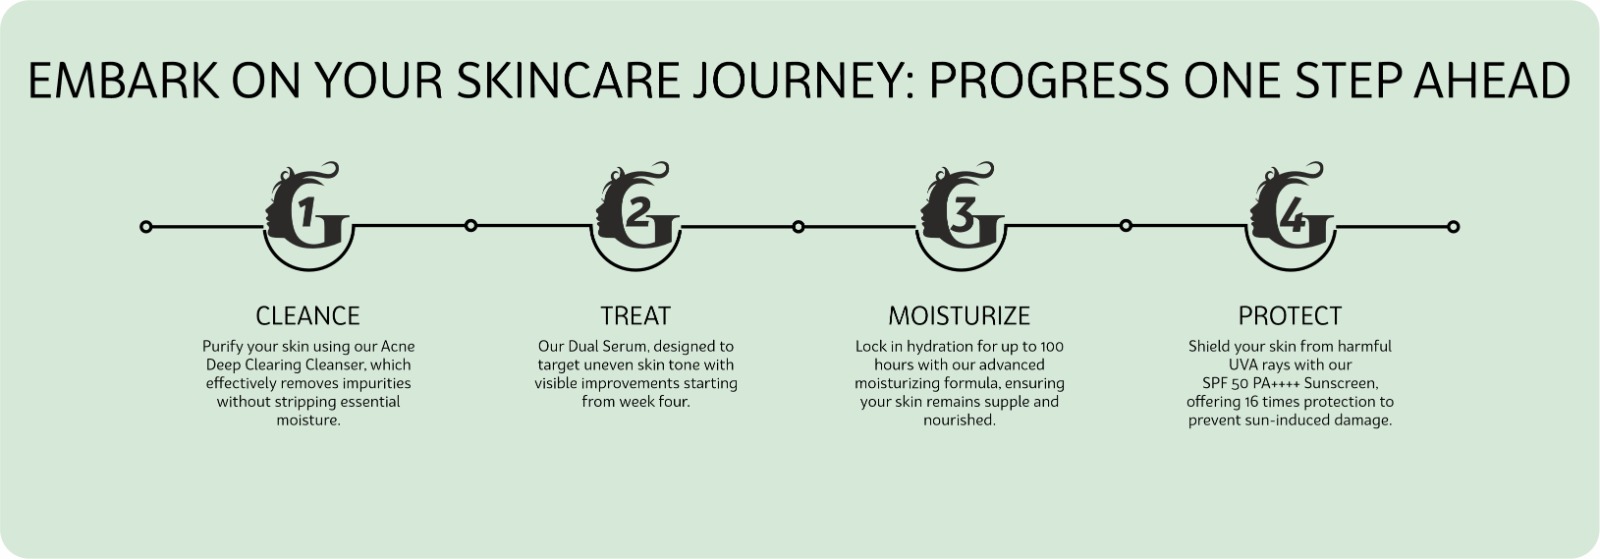 EMBARK ON YOUR SKINCARE JOURNEY: PROGRESS ONE STEP AHEAD
G 1
G 2
G 3
G 4
CLEANCE
Purify your skin using our Acne
Deep Clearing Cleanser, which
effectively removes impurities
without stripping essential
moisture.
TREAT
Our Dual Serum, designed to
target uneven skin tone with
visible improvements starting
from week four.
MOISTURIZE
Lock in hydration for up to 100
hours with our advanced
moisturizing formula, ensuring
your skin remains supple and
nourished.
PROTECT
Shield your skin from harmful
UVA rays with our
SPF 50 PA++++ Sunscreen,
offering 16 times protection to
prevent sun-induced damage.